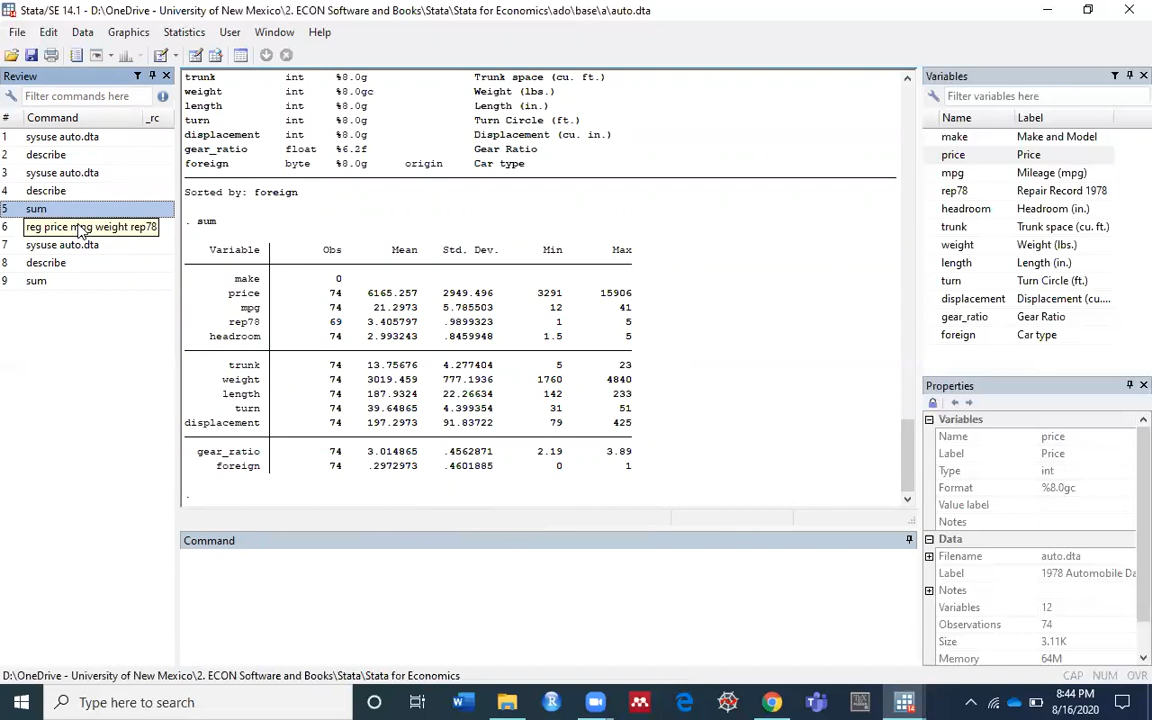 Stata/SE 14.1 - D:\OneDrive - University of New Mexico\2. ECON Software and Books\Stata\Stata for Economics\ado\base\a\auto.dta
File Edit Data Graphics Statistics User Window Help
Review
Filter commands here
# Command _rc
1 sysuse auto.dta
2 describe
3 sysuse auto.dta
4 describe
5 sum
6 reg price mpg weight rep78
7 sysuse auto.dta
8 describe
9 sum
trunk int %8.0g Trunk space (cu. ft.)
weight int %8.0gc Weight (lbs.)
length int %8.0g Length (in.)
turn int %8.0g Turn Circle (ft.)
displacement int %8.0g Displacement (cu. in.)
gear_ratio float %6.2f Gear Ratio
foreign byte %8.0g origin Car type
Sorted by: foreign
. sum
Variable Obs Mean Std. Dev. Min Max
make 0
price 74 6165.257 2949.496 3291 15906
mpg 74 21.2973 5.785503 12 41
rep78 69 3.405797 .9899323 1 5
headroom 74 2.993243 .8459948 1.5 5
trunk 74 13.75676 4.277404 5 23
weight 74 3019.459 777.1936 1760 4840
length 74 187.9324 22.26634 142 233
turn 74 39.64865 4.399354 31 51
displacement 74 197.2973 91.83722 79 425
gear_ratio 74 3.014865 .4562871 2.19 3.89
foreign 74 .2972973 .4601885 0 1
.
Command
Variables
Filter variables here
Name Label
make Make and Model
price Price
mpg Mileage (mpg)
rep78 Repair Record 1978
headroom Headroom (in.)
trunk Trunk space (cu. ft.)
weight Weight (lbs.)
length Length (in.)
turn Turn Circle (ft.)
displacement Displacement (cu....
gear_ratio Gear Ratio
foreign Car type
Properties
Variables
Name price
Label Price
Type int
Format %8.0gc
Value label
Notes
Data
Filename auto.dta
Label 1978 Automobile Da
Notes
Variables 12
Observations 74
Size 3.11K
Memory 64M
D:\OneDrive - University of New Mexico\2. ECON Software and Books\Stata\Stata for Economics
CAP NUM OVR
Type here to search
8:44 PM
8/16/2020